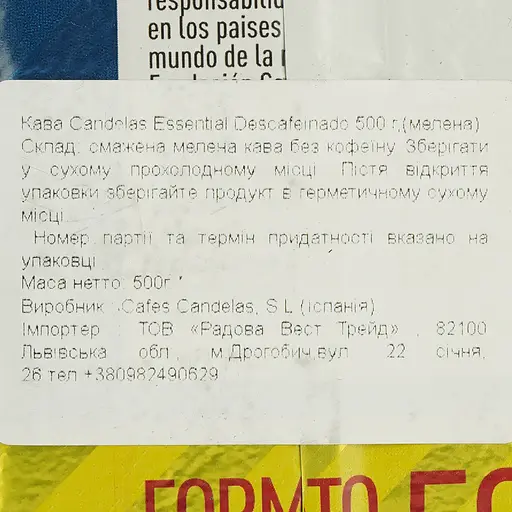 responsabilid
en los paises
mundo de la
Кава Candelas Essential Descafeinado 500 г,(мелена)
Склад: смажена мелена кава без кофеїну. Зберігати
у сухому прохолодному місці. Пістя відкриття
упаковки зберігайте продукт в герметичному сухому
місці.
Номер партії та термін придатності вказано на
упаковці.
Маса нетто: 500г.
Виробник: Cafes Candelas, S.L.(Іспанія)
Імпортер : ТОВ «Радова Вест Трейд» , 82100
Львівська обл., м.Дрогобич,вул. 22 січня,
26 тел.+380982490629
FORMTO